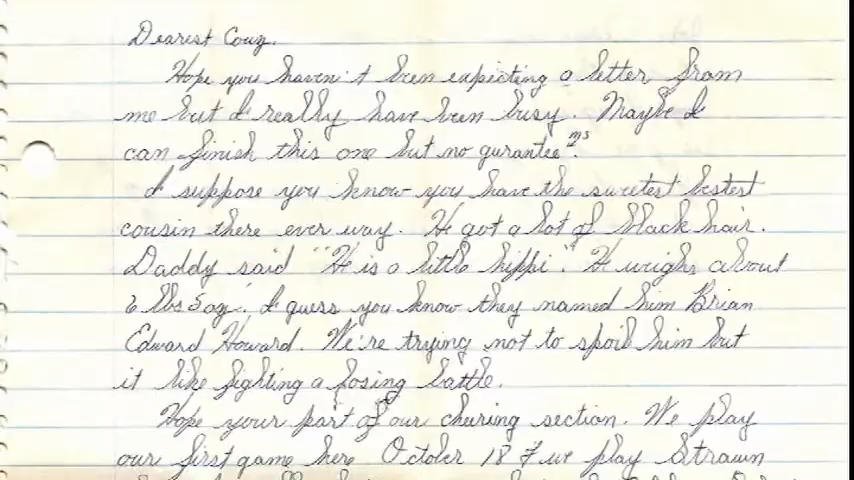 Dearest Couz.
Hope you haven't been expecting a letter from
me but I really have been busy. Maybe I
can finish this one but no gurantee
I suppose you know you have the sweetest bestest
cousin there ever way. He got a lot of black hair.
Daddy said "He is a little hippi". He weighs about
6 lbs 5 oz. I guess you know they named him Brian
Edward Howard. We're trying not to spoil him but
it like fighting a losing battle.
Hope your part of our cheering section. We play
our first game here October 18 & we play Strawn